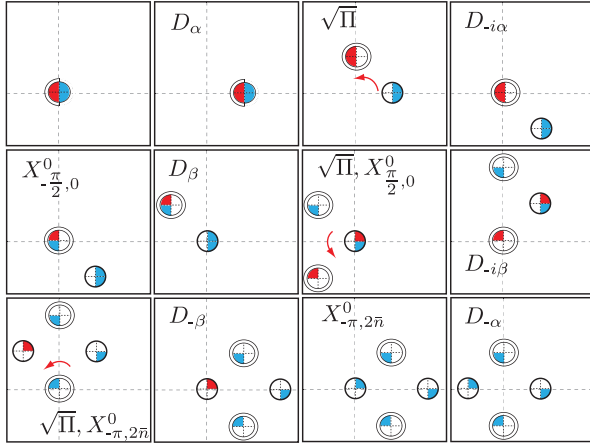 D_α
√Π
D_{-iα}
X^0_{-π/2,0}
D_β
√Π, X^0_{π/2,0}
D_{-iβ}
√Π, X^0_{-π,2n̄}
D_{-β}
X^0_{-π,2n̄}
D_{-α}